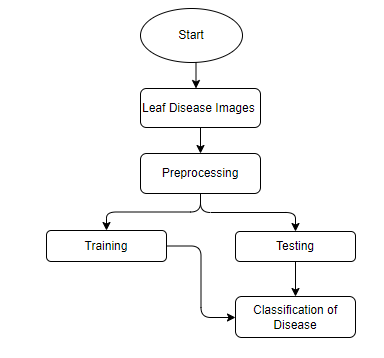 Start
Leaf Disease Images
Preprocessing
Training
Testing
Classification of
Disease